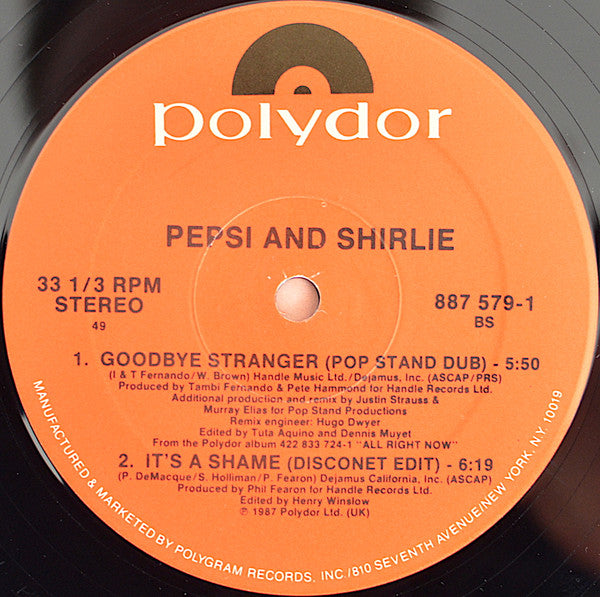 polydor
PEPSI AND SHIRLIE
33 1/3 RPM
STEREO
49
887 579-1
BS
1. GOODBYE STRANGER (POP STAND DUB) - 5:50
(I & T Fernando/W. Brown) Handle Music Ltd./Dejamus, Inc. (ASCAP/PRS)
Produced by Tambi Fernando & Pete Hammond for Handle Records Ltd.
Additional production and remix by Justin Strauss &
Murray Elias for Pop Stand Productions
Remix engineer: Hugo Dwyer
Edited by Tuta Aquino and Dennis Muyet
From the Polydor album 422 833 724-1 "ALL RIGHT NOW"
2. IT'S A SHAME (DISCONET EDIT) - 6:19
(P. DeMacque/S. Holliman/P. Fearon) Dejamus California, Inc. (ASCAP)
Produced by Phil Fearon for Handle Records Ltd.
Edited by Henry Winslow
℗ 1987 Polydor Ltd. (UK)
MANUFACTURED & MARKETED BY POLYGRAM RECORDS, INC./810 SEVENTH AVENUE/NEW YORK, N.Y. 10019